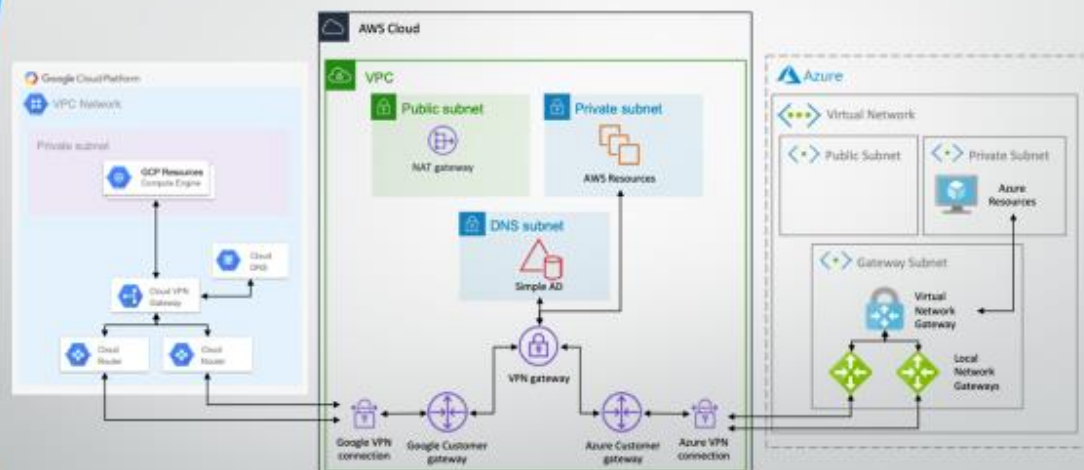 AWS Cloud
Google Cloud Platform
VPC Network
Private subnet
GCP Resources
Compute Engine
Cloud
DNS
Cloud VPN
Gateway
Cloud
Router
Cloud
Router
VPC
Public subnet
NAT gateway
Private subnet
AWS Resources
DNS subnet
Simple AD
VPN gateway
Google VPN
connection
Google Customer
gateway
Azure Customer
gateway
Azure VPN
connection
Azure
Virtual Network
Public Subnet
Private Subnet
Azure
Resources
Gateway Subnet
Virtual
Network
Gateway
Local
Network
Gateways